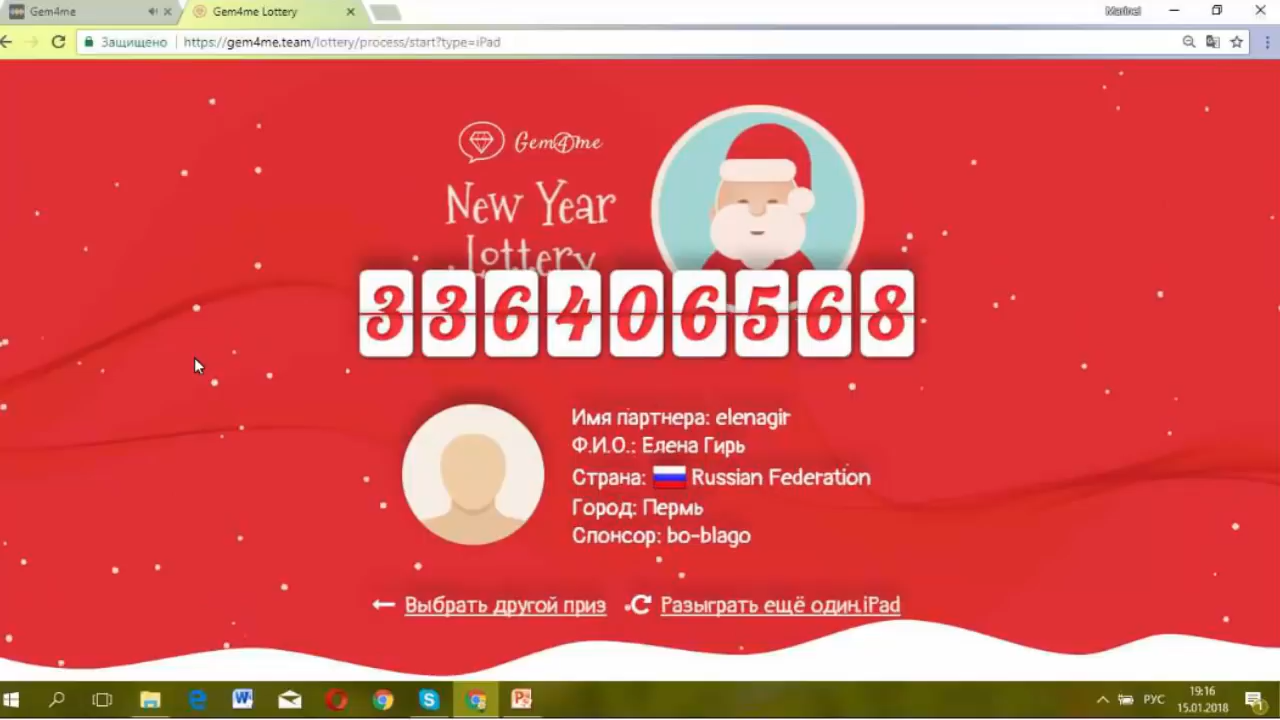 Gem4me
Gem4me Lottery
Marinel
Защищено
https://gem4me.team/lottery/process/start?type=iPad
Gem4me
New Year
Lottery
336406568
Имя партнера: elenagir
Ф.И.О.: Елена Гирь
Страна: Russian Federation
Город: Пермь
Спонсор: bo-blago
Выбрать другой приз
Разыграть ещё один iPad
РУС
19:16
15.01.2018